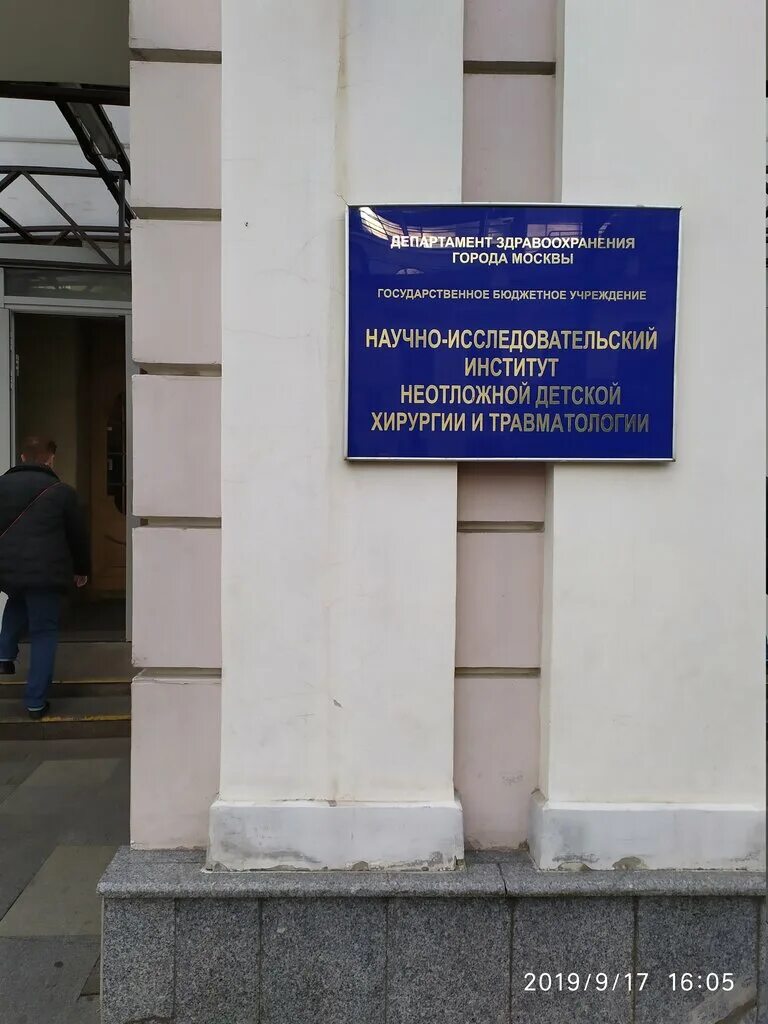 ДЕПАРТАМЕНТ ЗДРАВООХРАНЕНИЯ
ГОРОДА МОСКВЫ
ГОСУДАРСТВЕННОЕ БЮДЖЕТНОЕ УЧРЕЖДЕНИЕ
НАУЧНО-ИССЛЕДОВАТЕЛЬСКИЙ
ИНСТИТУТ
НЕОТЛОЖНОЙ ДЕТСКОЙ
ХИРУРГИИ И ТРАВМАТОЛОГИИ
2019/9/17 16:05